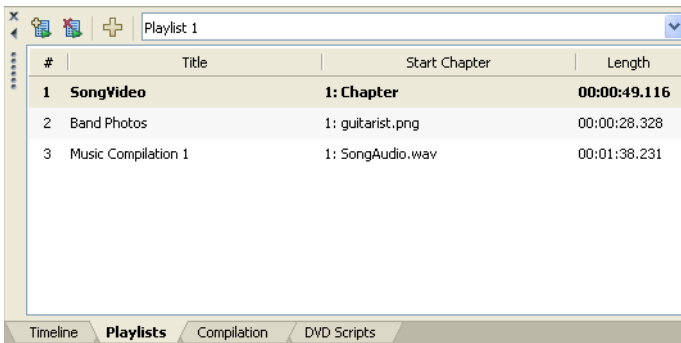 Playlist 1
# Title Start Chapter Length
1 SongVideo 1: Chapter 00:00:49.116
2 Band Photos 1: guitarist.png 00:00:28.328
3 Music Compilation 1 1: SongAudio.wav 00:01:38.231
Timeline Playlists Compilation DVD Scripts